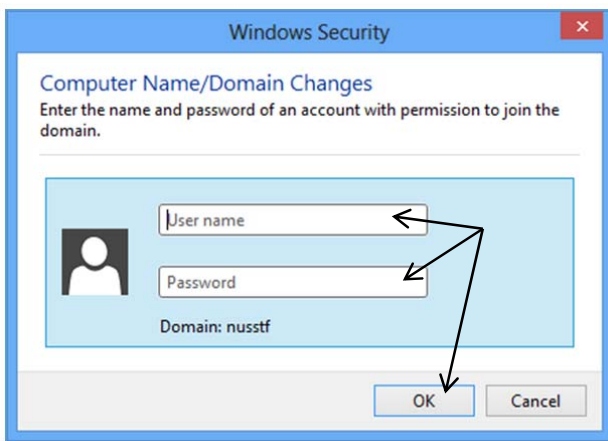 Windows Security
Computer Name/Domain Changes
Enter the name and password of an account with permission to join the
domain.
User name
Password
Domain: nusstf
OK
Cancel